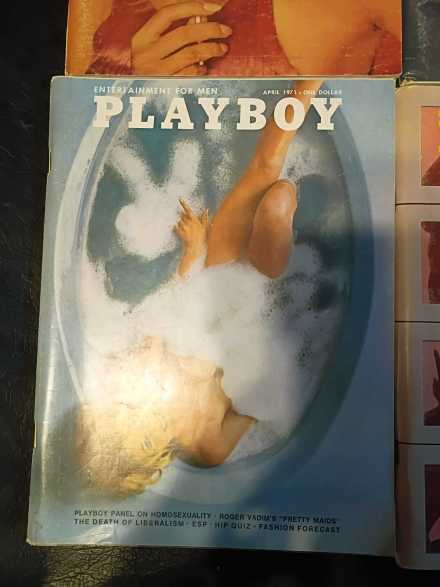 ENTERTAINMENT FOR MEN
APRIL 1971 • ONE DOLLAR
PLAYBOY
PLAYBOY PANEL ON HOMOSEXUALITY · ROGER VADIM'S "PRETTY MAIDS"
THE DEATH OF LIBERALISM · ESP · HIP QUIZ · FASHION FORECAST